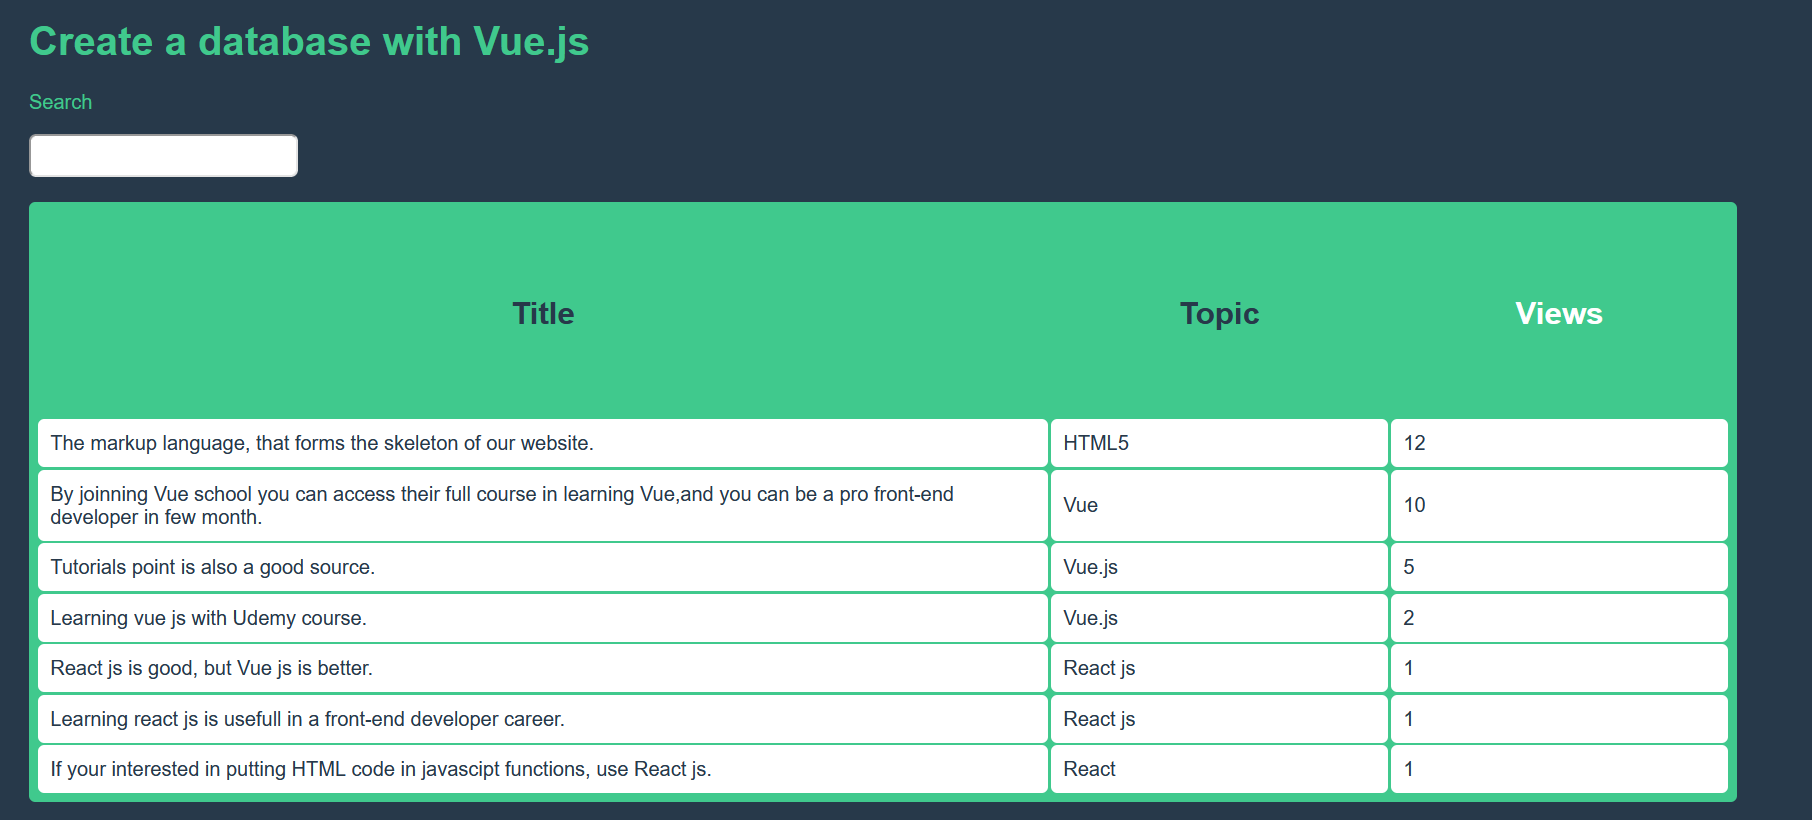 Create a database with Vue.js
Search
Title Topic Views
The markup language, that forms the skeleton of our website. HTML5 12
By joinning Vue school you can access their full course in learning Vue,and you can be a pro front-end
developer in few month. Vue 10
Tutorials point is also a good source. Vue.js 5
Learning vue js with Udemy course. Vue.js 2
React js is good, but Vue js is better. React js 1
Learning react js is usefull in a front-end developer career. React js 1
If your interested in putting HTML code in javascipt functions, use React js. React 1